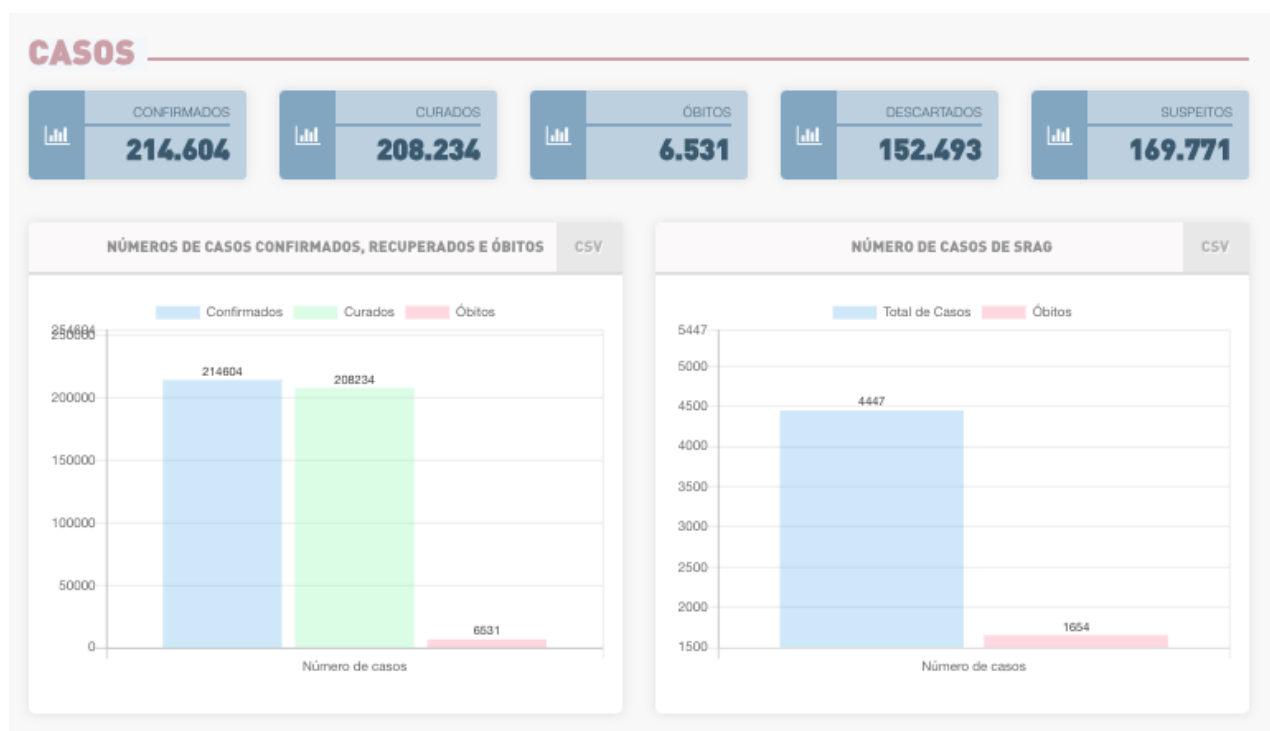 CASOS
CONFIRMADOS
214.604
CURADOS
208.234
ÓBITOS
6.531
DESCARTADOS
152.493
SUSPEITOS
169.771
NÚMEROS DE CASOS CONFIRMADOS, RECUPERADOS E ÓBITOS
CSV
Confirmados Curados Óbitos
254604
250000
200000
150000
100000
50000
0
214604
208234
6531
Número de casos
NÚMERO DE CASOS DE SRAG
CSV
Total de Casos Óbitos
5447
5000
4500
4000
3500
3000
2500
2000
1500
4447
1654
Número de casos